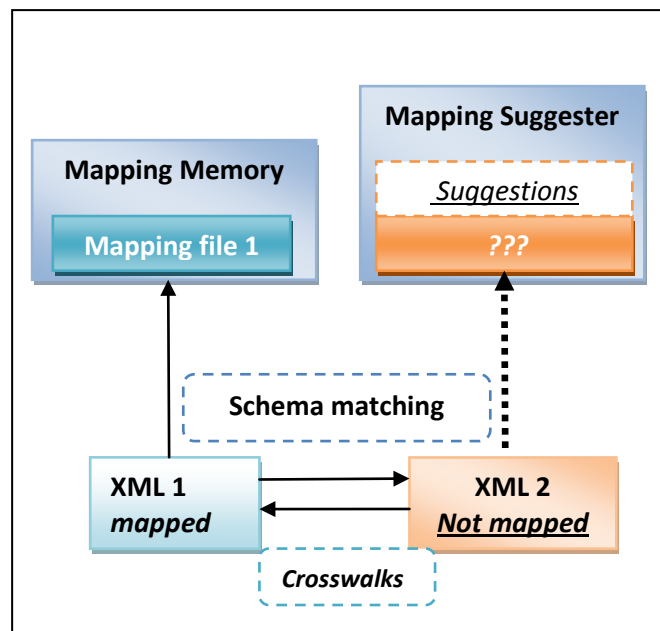 Mapping Suggester
Mapping Memory
Suggestions
Mapping file 1
???
Schema matching
XML 1
mapped
XML 2
Not mapped
Crosswalks